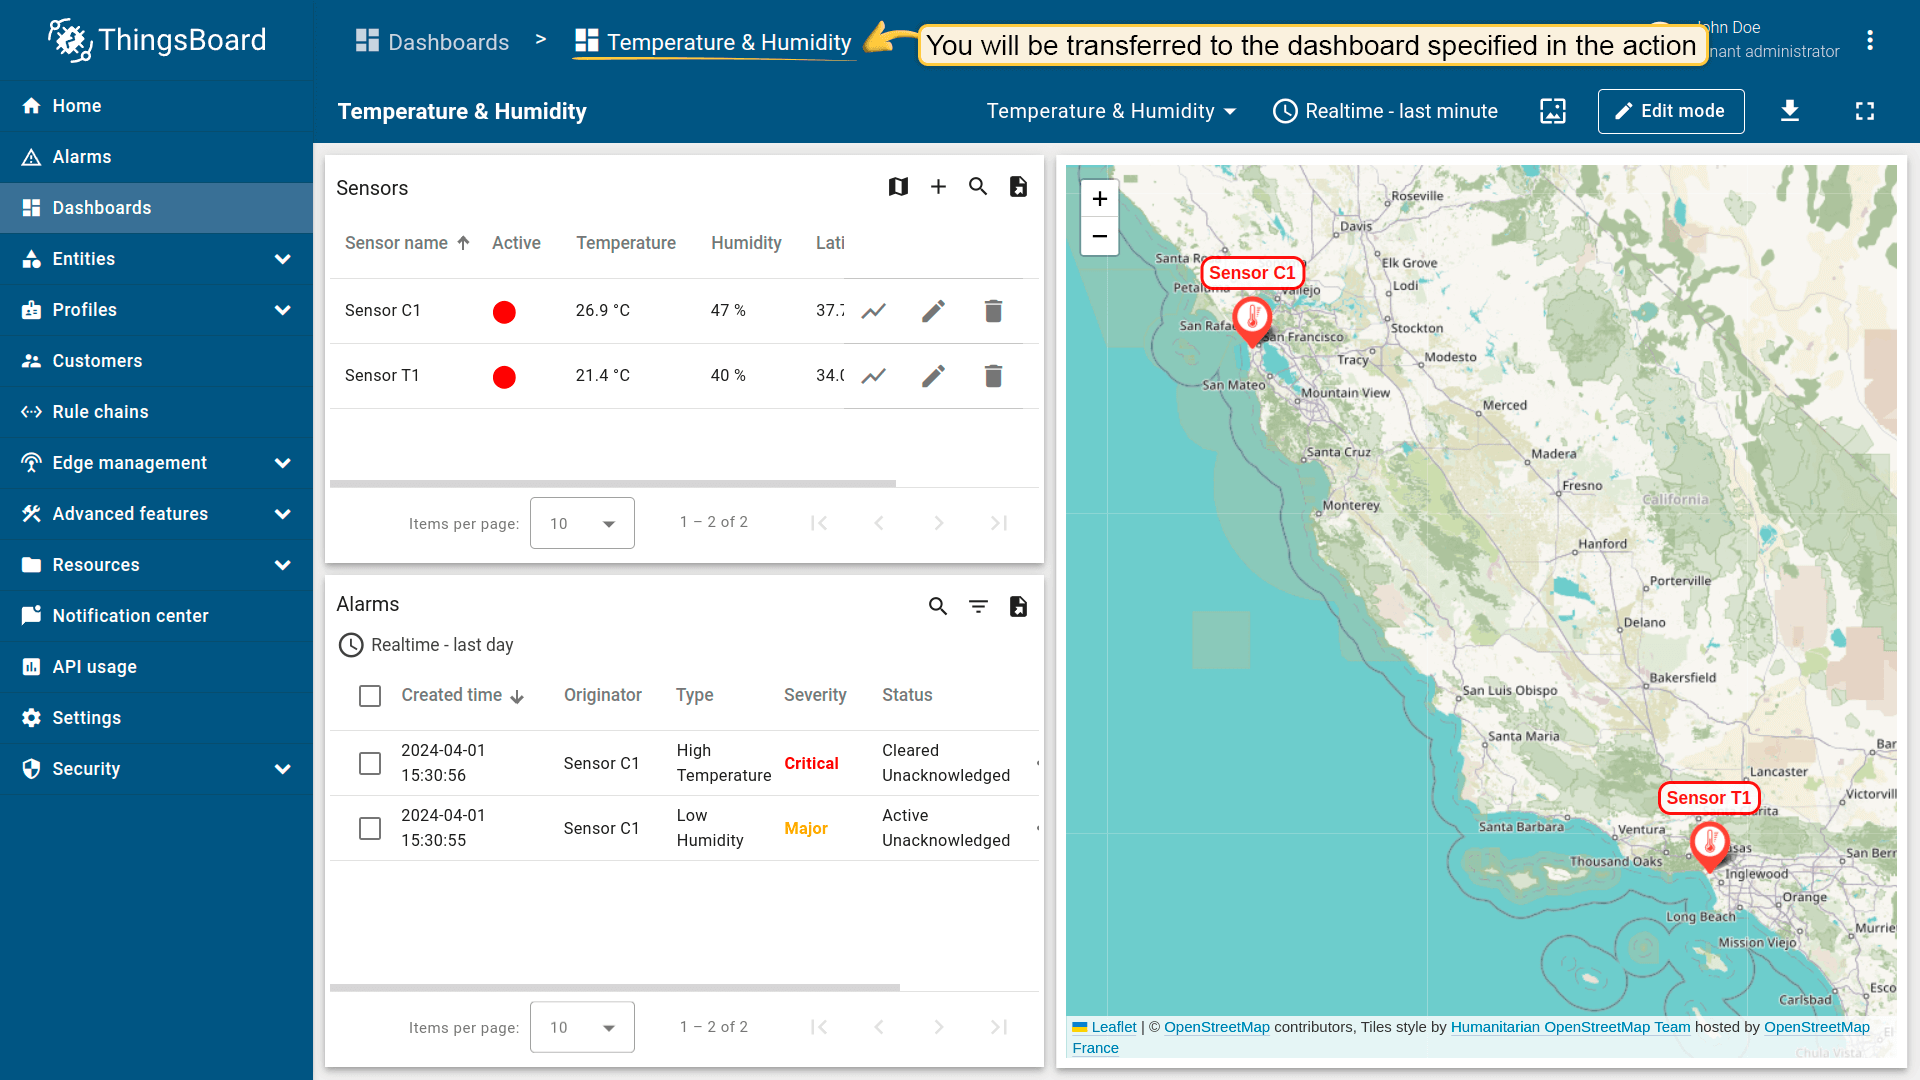 ThingsBoard
Dashboards > Temperature & Humidity
You will be transferred to the dashboard specified in the action
John Doe
nant administrator
Home
Alarms
Dashboards
Entities
Profiles
Customers
Rule chains
Edge management
Advanced features
Resources
Notification center
API usage
Settings
Security
Temperature & Humidity
Temperature & Humidity
Realtime - last minute
Edit mode
Sensors
Sensor name Active Temperature Humidity Lati
Sensor C1 26.9 °C 47 % 37.7
Sensor T1 21.4 °C 40 % 34.0
Items per page: 10 1 – 2 of 2
Alarms
Realtime - last day
Created time Originator Type Severity Status
2024-04-01 15:30:56 Sensor C1 High Temperature Critical Cleared Unacknowledged
2024-04-01 15:30:55 Sensor C1 Low Humidity Major Active Unacknowledged
Items per page: 10 1 – 2 of 2
+
−
Roseville
Davis
Santa Ro
Elk Grove
Sensor C1
Petaluma
Vallejo
Lodi
San Rafae
San Francisco
Stockton
Tracy
Modesto
San Mateo
Mountain View
Merced
Santa Cruz
Madera
Fresno
California
Monterey
Hanford
Porterville
Delano
Bakersfield
San Luis Obispo
Santa Maria
Bar
Lancaster
Sensor T1
Victorvill
arita
Santa Barbara
Ventura
Thousand Oaks
asas
San Bern
Inglewood
Orange
Long Beach
Murrie
Mission Viejo
Esco
Carlsbad
Leaflet | © OpenStreetMap contributors, Tiles style by Humanitarian OpenStreetMap Team hosted by OpenStreetMap
France
El
Chula Vista